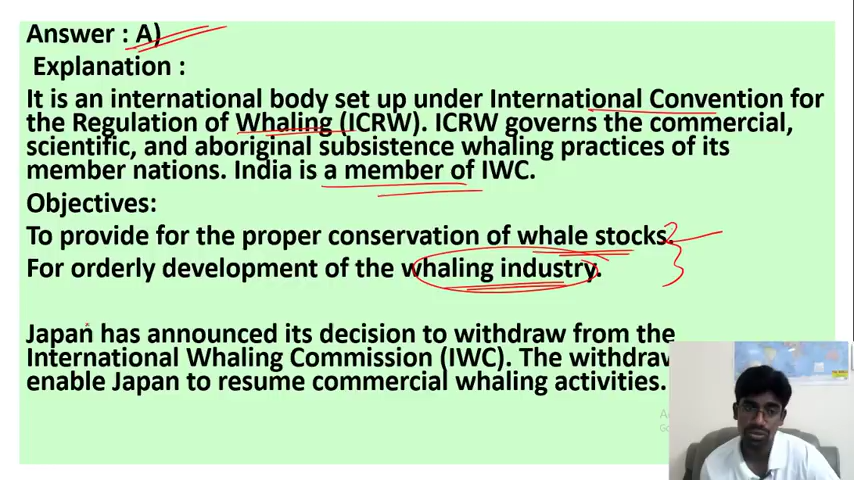 Answer : A)
Explanation :
It is an international body set up under International Convention for
the Regulation of Whaling (ICRW). ICRW governs the commercial,
scientific, and aboriginal subsistence whaling practices of its
member nations. India is a member of IWC.
Objectives:
To provide for the proper conservation of whale stocks.
For orderly development of the whaling industry.
Japan has announced its decision to withdraw from the
International Whaling Commission (IWC). The
enable Japan to resume commercial whaling activities.